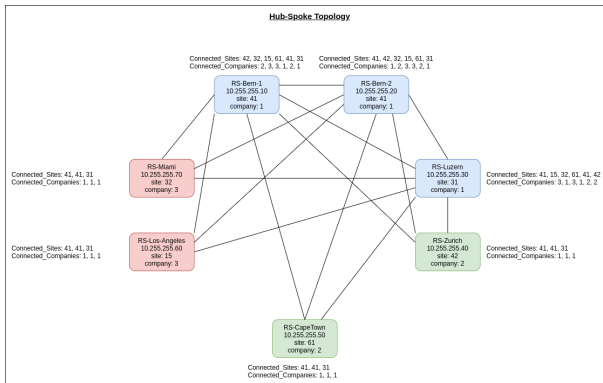 Hub-Spoke Topology
Connected_Sites: 42, 32, 15, 61, 41, 31
Connected_Companies: 2, 3, 3, 1, 2, 1
Connected_Sites: 41, 42, 32, 15, 61, 31
Connected_Companies: 1, 2, 3, 3, 2, 1
RS-Bern-1
10.255.255.10
site: 41
company: 1
RS-Bern-2
10.255.255.20
site: 41
company: 1
Connected_Sites: 41, 41, 31
Connected_Companies: 1, 1, 1
RS-Miami
10.255.255.70
site: 32
company: 3
RS-Luzern
10.255.255.30
site: 31
company: 1
Connected_Sites: 41, 15, 32, 61, 41, 42
Connected_Companies: 3, 1, 3, 1, 2, 2
Connected_Sites: 41, 41, 31
Connected_Companies: 1, 1, 1
RS-Los-Angeles
10.255.255.60
site: 15
company: 3
RS-Zurich
10.255.255.40
site: 42
company: 2
Connected_Sites: 41, 41, 31
Connected_Companies: 1, 1, 1
RS-CapeTown
10.255.255.50
site: 61
company: 2
Connected_Sites: 41, 41, 31
Connected_Companies: 1, 1, 1